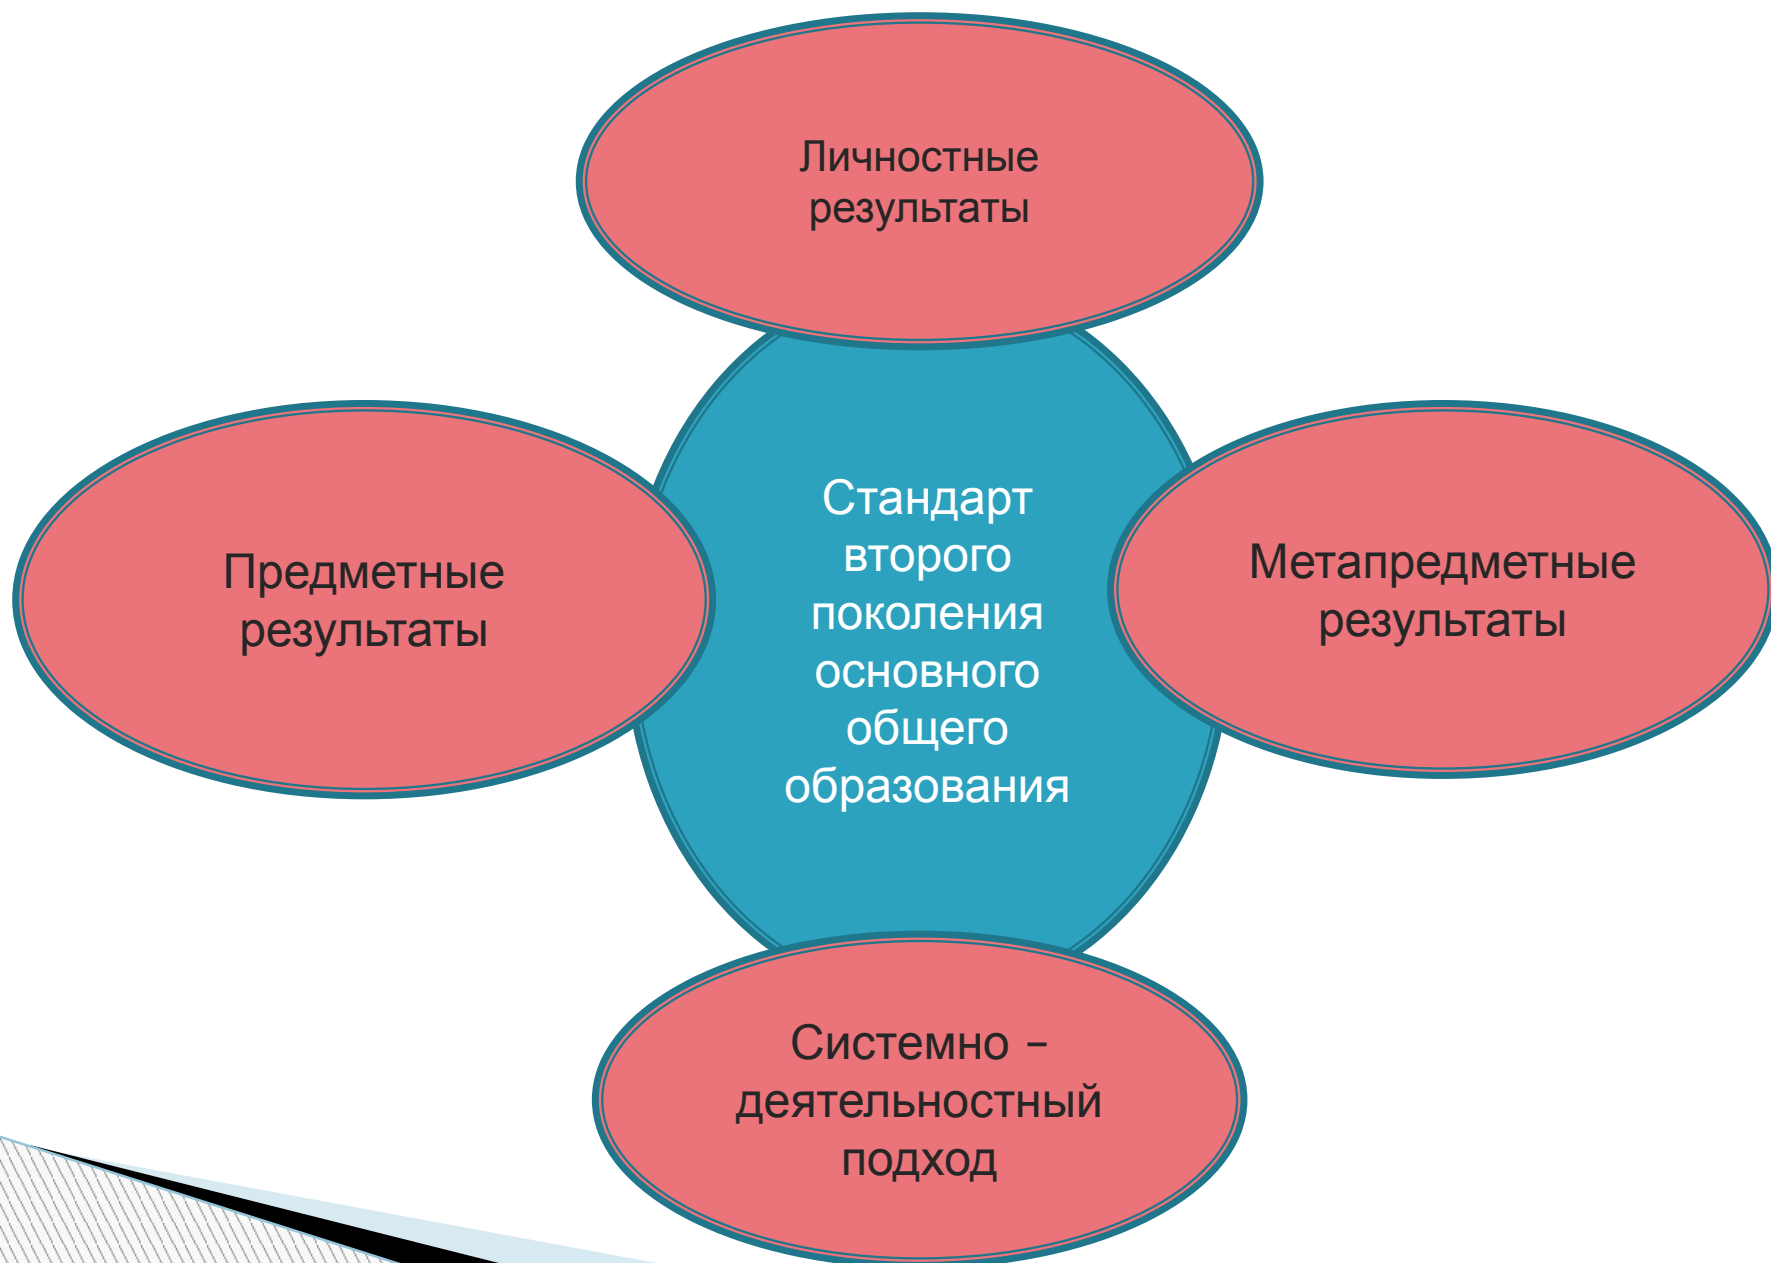 Личностные
результаты
Предметные
результаты
Стандарт
второго
поколения
основного
общего
образования
Метапредметные
результаты
Системно –
деятельностный
подход